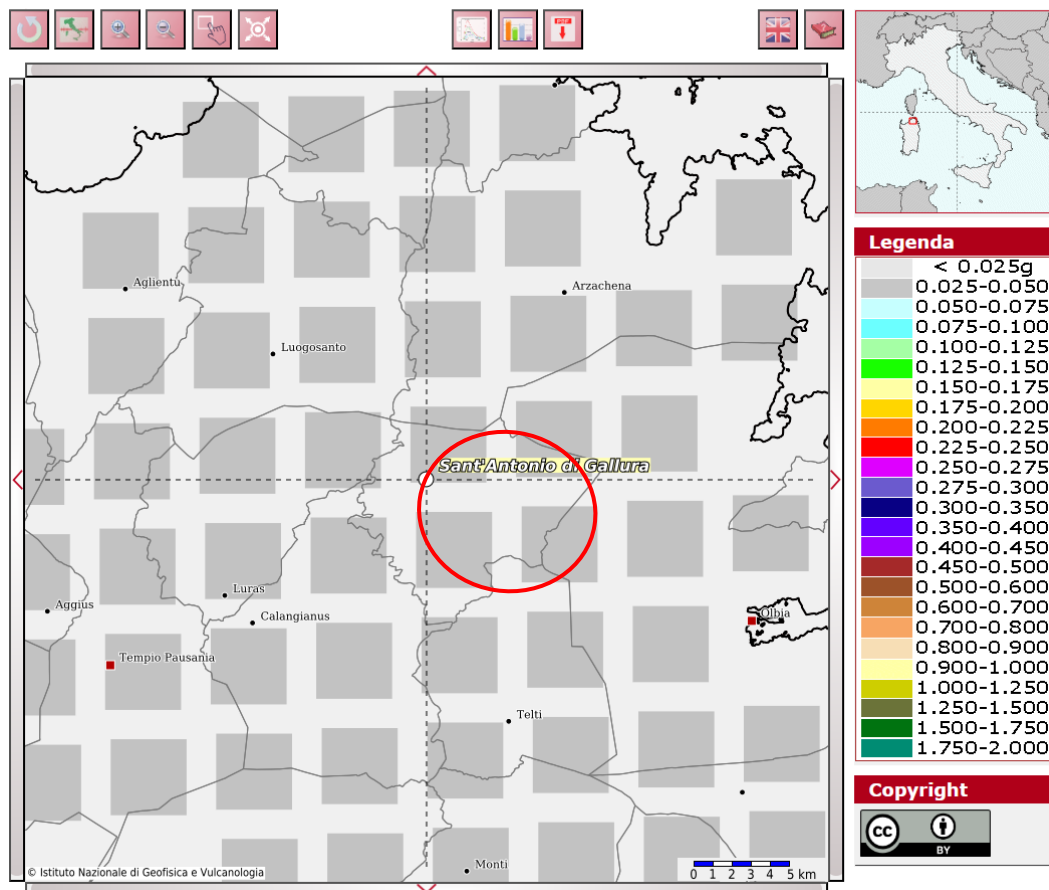 PDF
Aglientu
Arzachena
Luogosanto
Sant'Antonio di Gallura
Luras
Aggius
Calangianus
Olbia
Tempio Pausania
Telti
Monti
© Istituto Nazionale di Geofisica e Vulcanologia
0 1 2 3 4 5 km
Legenda
< 0.025g
0.025-0.050
0.050-0.075
0.075-0.100
0.100-0.125
0.125-0.150
0.150-0.175
0.175-0.200
0.200-0.225
0.225-0.250
0.250-0.275
0.275-0.300
0.300-0.350
0.350-0.400
0.400-0.450
0.450-0.500
0.500-0.600
0.600-0.700
0.700-0.800
0.800-0.900
0.900-1.000
1.000-1.250
1.250-1.500
1.500-1.750
1.750-2.000
Copyright
cc
BY